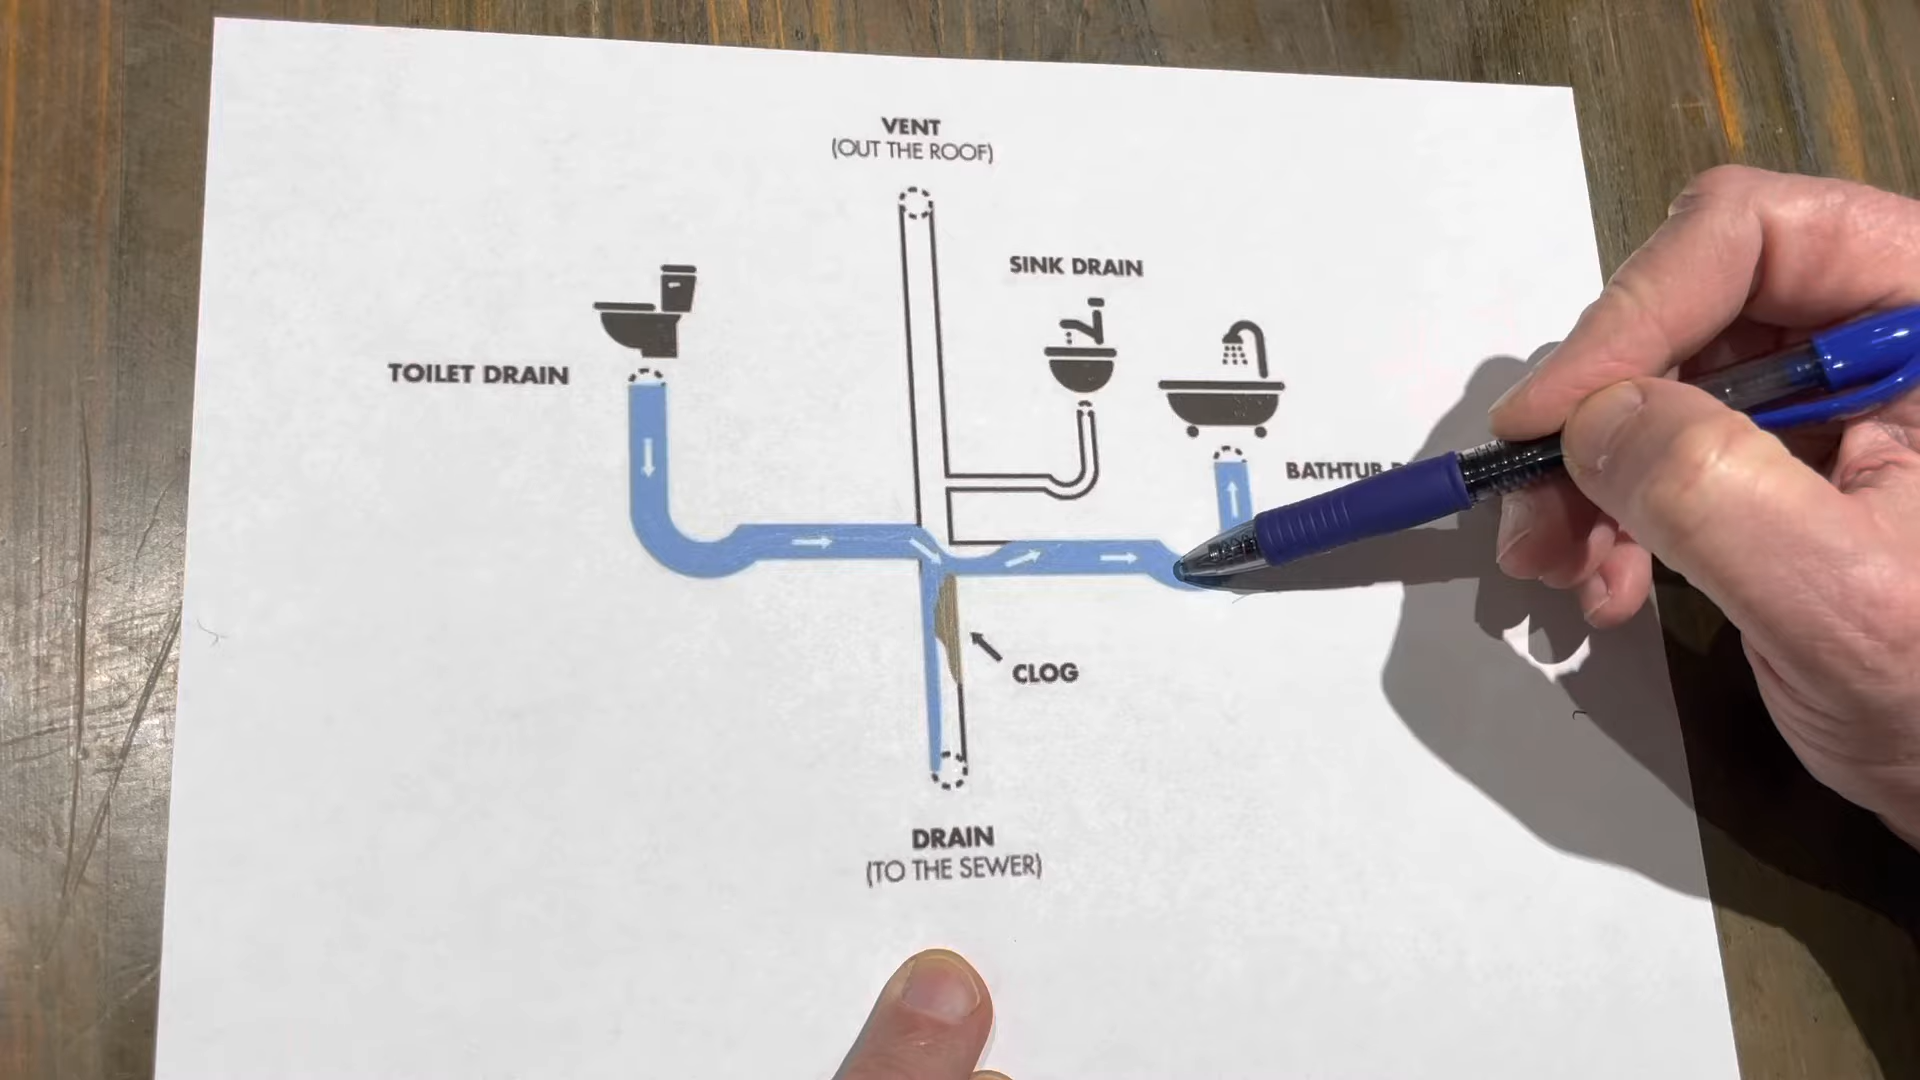 VENT
(OUT THE ROOF)
SINK DRAIN
TOILET DRAIN
BATHTUB
CLOG
DRAIN
(TO THE SEWER)